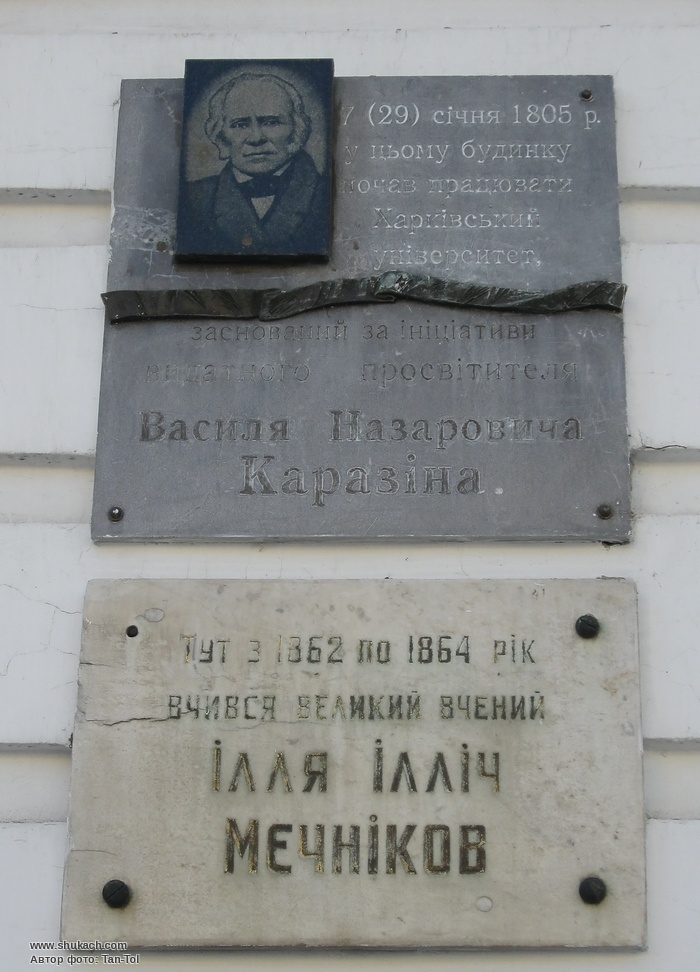 7 (29) січня 1805 р.
у цьому будинку
почав працювати
Харківський
університет,
заснований за ініціативи
видатного просвітителя
Василя Назаровича
Каразіна
Тут з 1862 по 1864 рік
вчився великий вчений
Ілля Ілліч
Мечніков
www.shukach.com
Автор фото: Tan-Tol